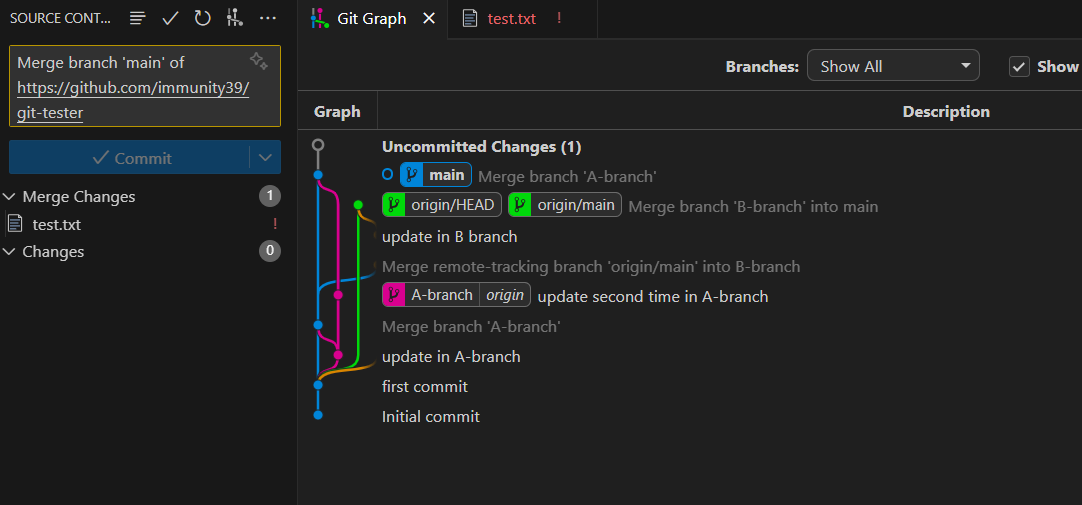 SOURCE CONT...
Merge branch 'main' of
https://github.com/immunity39/
git-tester
Commit
Merge Changes 1
test.txt !
Changes 0
Git Graph
test.txt !
Branches: Show All Show
Graph Description
Uncommitted Changes (1)
main Merge branch 'A-branch'
origin/HEAD origin/main Merge branch 'B-branch' into main
update in B branch
Merge remote-tracking branch 'origin/main' into B-branch
A-branch origin update second time in A-branch
Merge branch 'A-branch'
update in A-branch
first commit
Initial commit